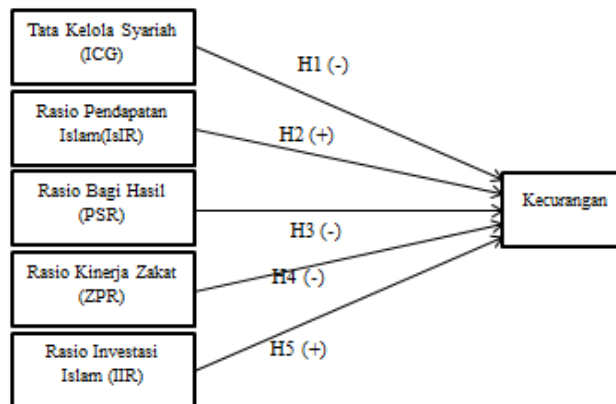 Tata Kelola Syariah
(ICG)
H1 (-)
Rasio Pendapatan
Islam(IsIR)
H2 (+)
Rasio Bagi Hasil
(PSR)
H3 (-)
Kecurangan
Rasio Kinerja Zakat
(ZPR)
H4 (-)
Rasio Investasi
Islam (IIR)
H5 (+)